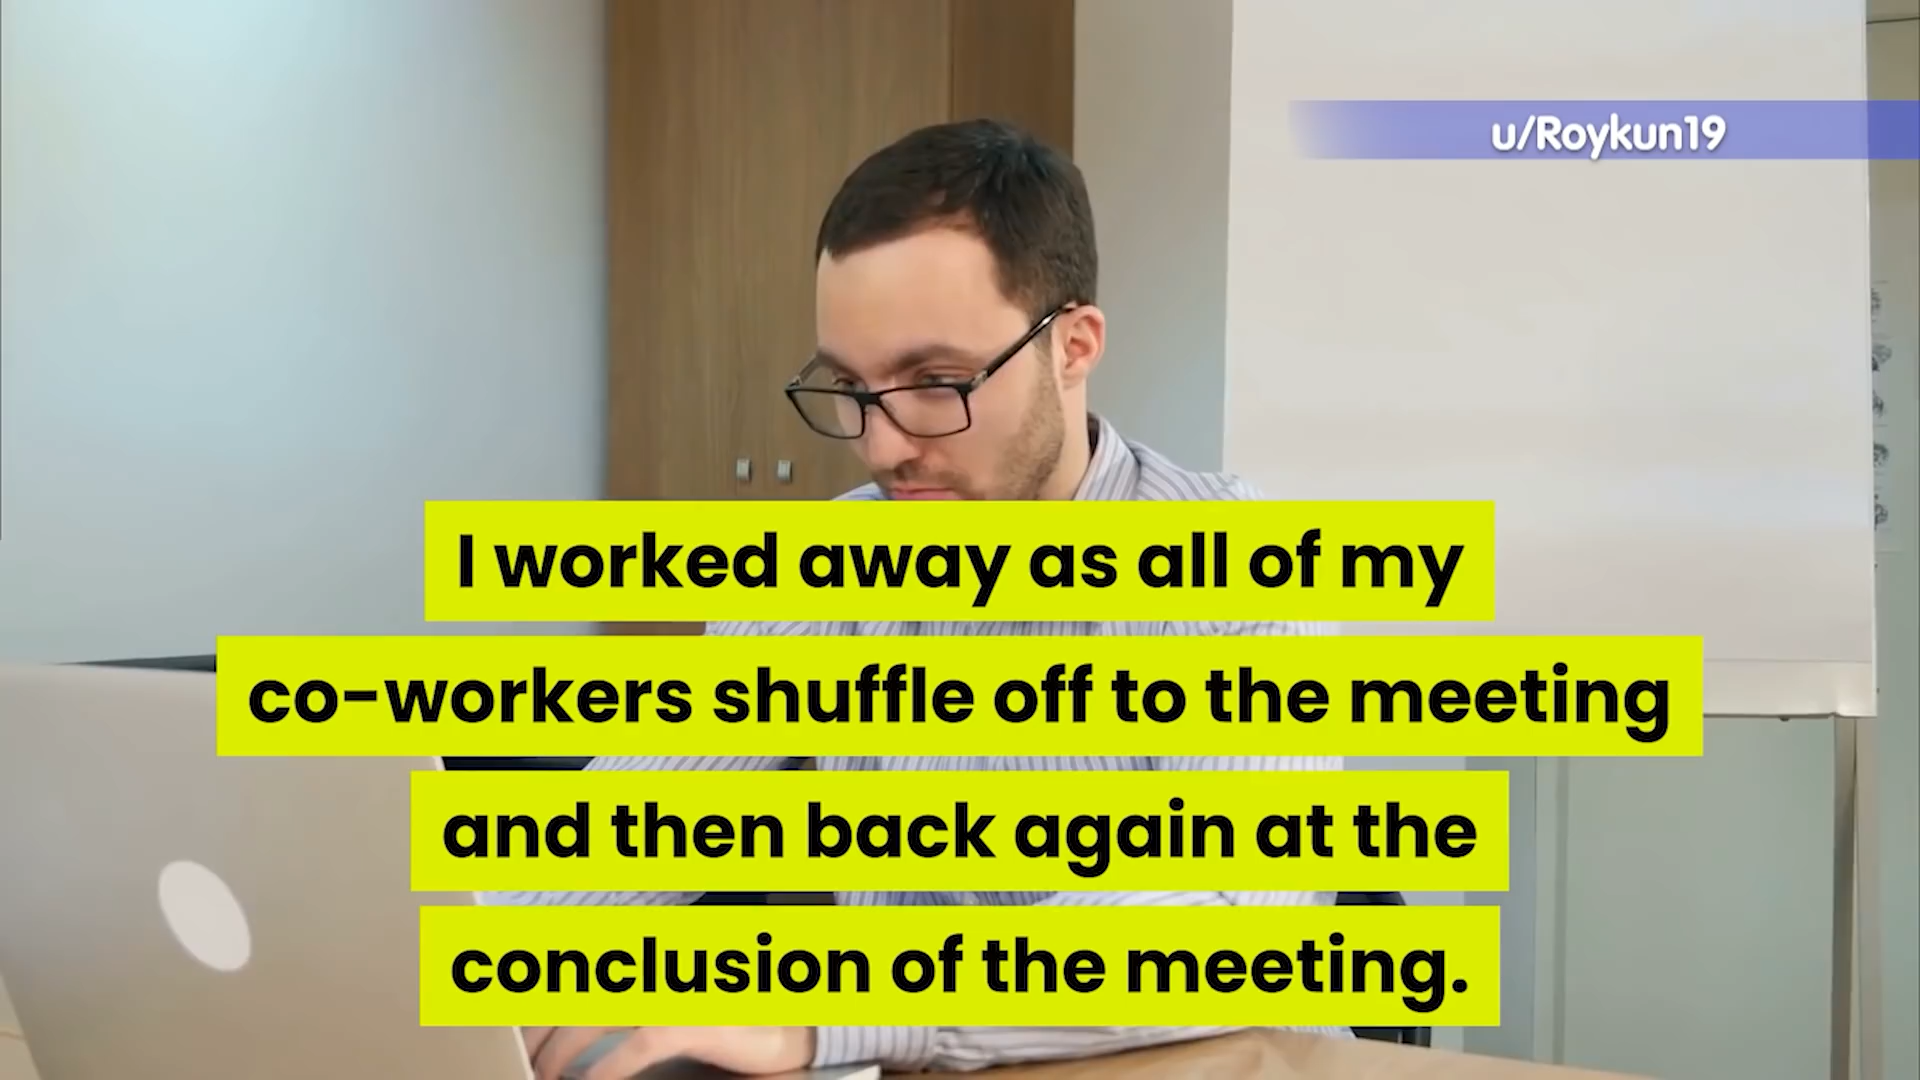 u/Roykun19
I worked away as all of my
co-workers shuffle off to the meeting
and then back again at the
conclusion of the meeting.